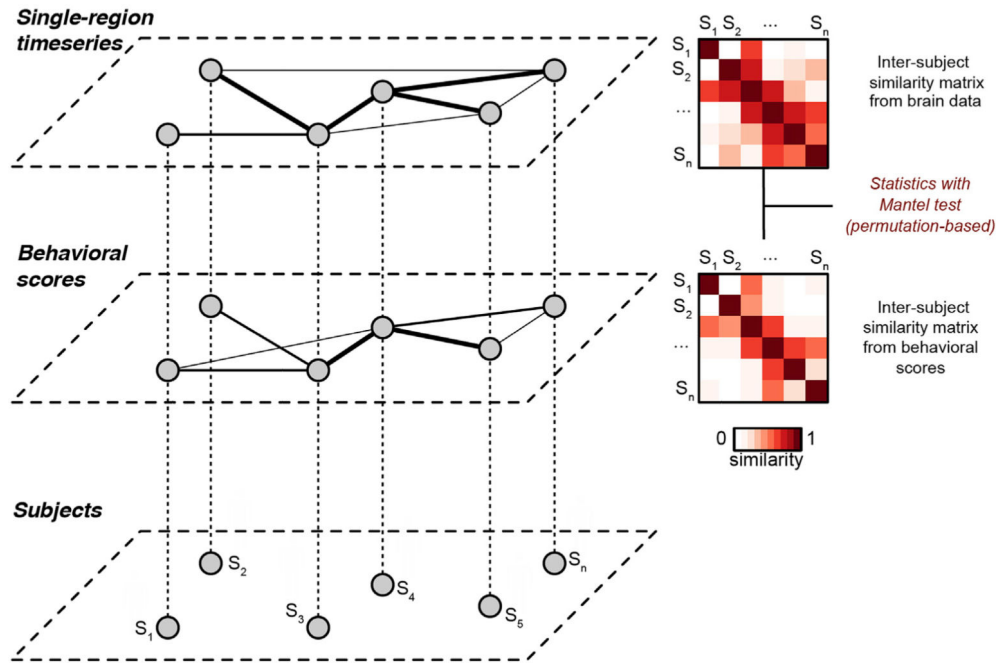 Single-region
timeseries
S1 S2 ... Sn
S1
S2
...
Sn
Inter-subject
similarity matrix
from brain data
Statistics with
Mantel test
(permutation-based)
Behavioral
scores
S1 S2 ... Sn
S1
S2
...
Sn
Inter-subject
similarity matrix
from behavioral
scores
0 1
similarity
Subjects
S2
Sn
S4
S5
S1
S3